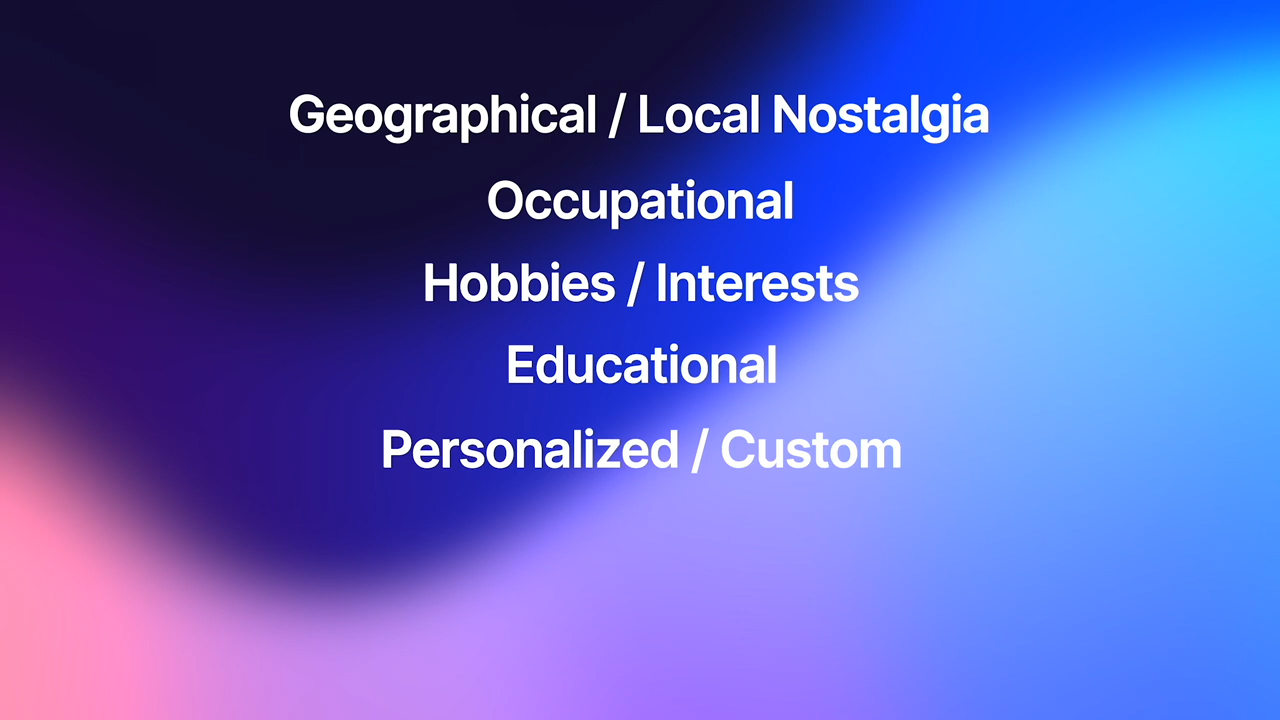 Geographical / Local Nostalgia
Occupational
Hobbies / Interests
Educational
Personalized / Custom